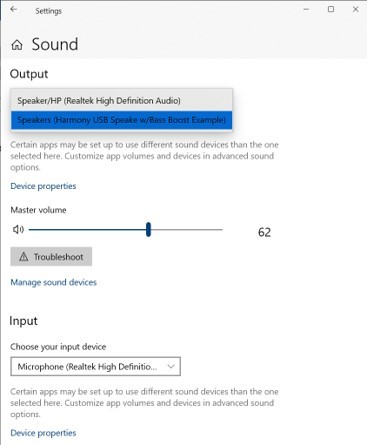 Settings
Sound
Output
Speaker/HP (Realtek High Definition Audio)
Speakers (Harmony USB Speake w/Bass Boost Example)
Certain apps may be set up to use different sound devices than the one
selected here. Customize app volumes and devices in advanced sound
options.
Device properties
Master volume
62
Troubleshoot
Manage sound devices
Input
Choose your input device
Microphone (Realtek High Definitio...
Certain apps may be set up to use different sound devices than the one
selected here. Customize app volumes and devices in advanced sound
options.
Device properties